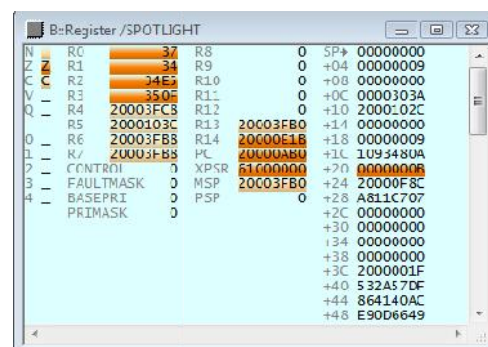 B::Register /SPOTLIGHT
N _ R0 37 R8 0 SP→ 00000000
Z Z R1 34 R9 0 +04 00000009
C C R2 34E5 R10 0 +08 00000000
V _ R3 350F R11 0 +0C 0000303A
Q _ R4 20003FC8 R12 0 +10 2000102C
R5 2000103C R13 20003FB0 +14 00000000
0 _ R6 20003FB8 R14 20000E1B +18 00000009
1 _ R7 20003FB8 PC 20000AB0 +1C 1093480A
2 _ CONTROL 0 XPSR 61000000 +20 0000000B
3 _ FAULTMASK 0 MSP 20003FB0 +24 20000F8C
4 _ BASEPRI 0 PSP 0 +28 A811C707
PRIMASK 0 +2C 00000000
+30 00000000
+34 00000000
+38 00000000
+3C 2000001F
+40 532A57DF
+44 864140AC
+48 E90D6649